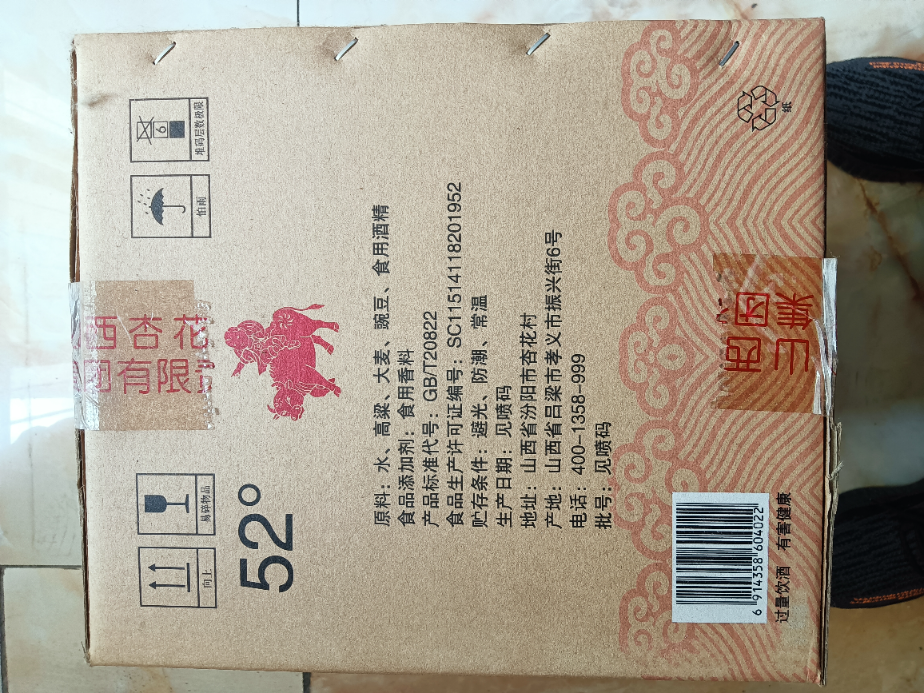 向上
易碎物品
怕雨
堆码层数极限
6
西杏花
有限
52°
原料：水、高粱、大麦、豌豆、食用酒精
食品添加剂：食用香料
产品标准代号：GB/T20822
食品生产许可证编号：SC11514118201952
贮存条件：避光、防潮、常温
生产日期：见喷码
地址：山西省汾阳市杏花村
产地：山西省吕梁市孝义市振兴街6号
电话：400-1358-999
批号：见喷码
6 914358 604022
过量饮酒 有害健康
纸